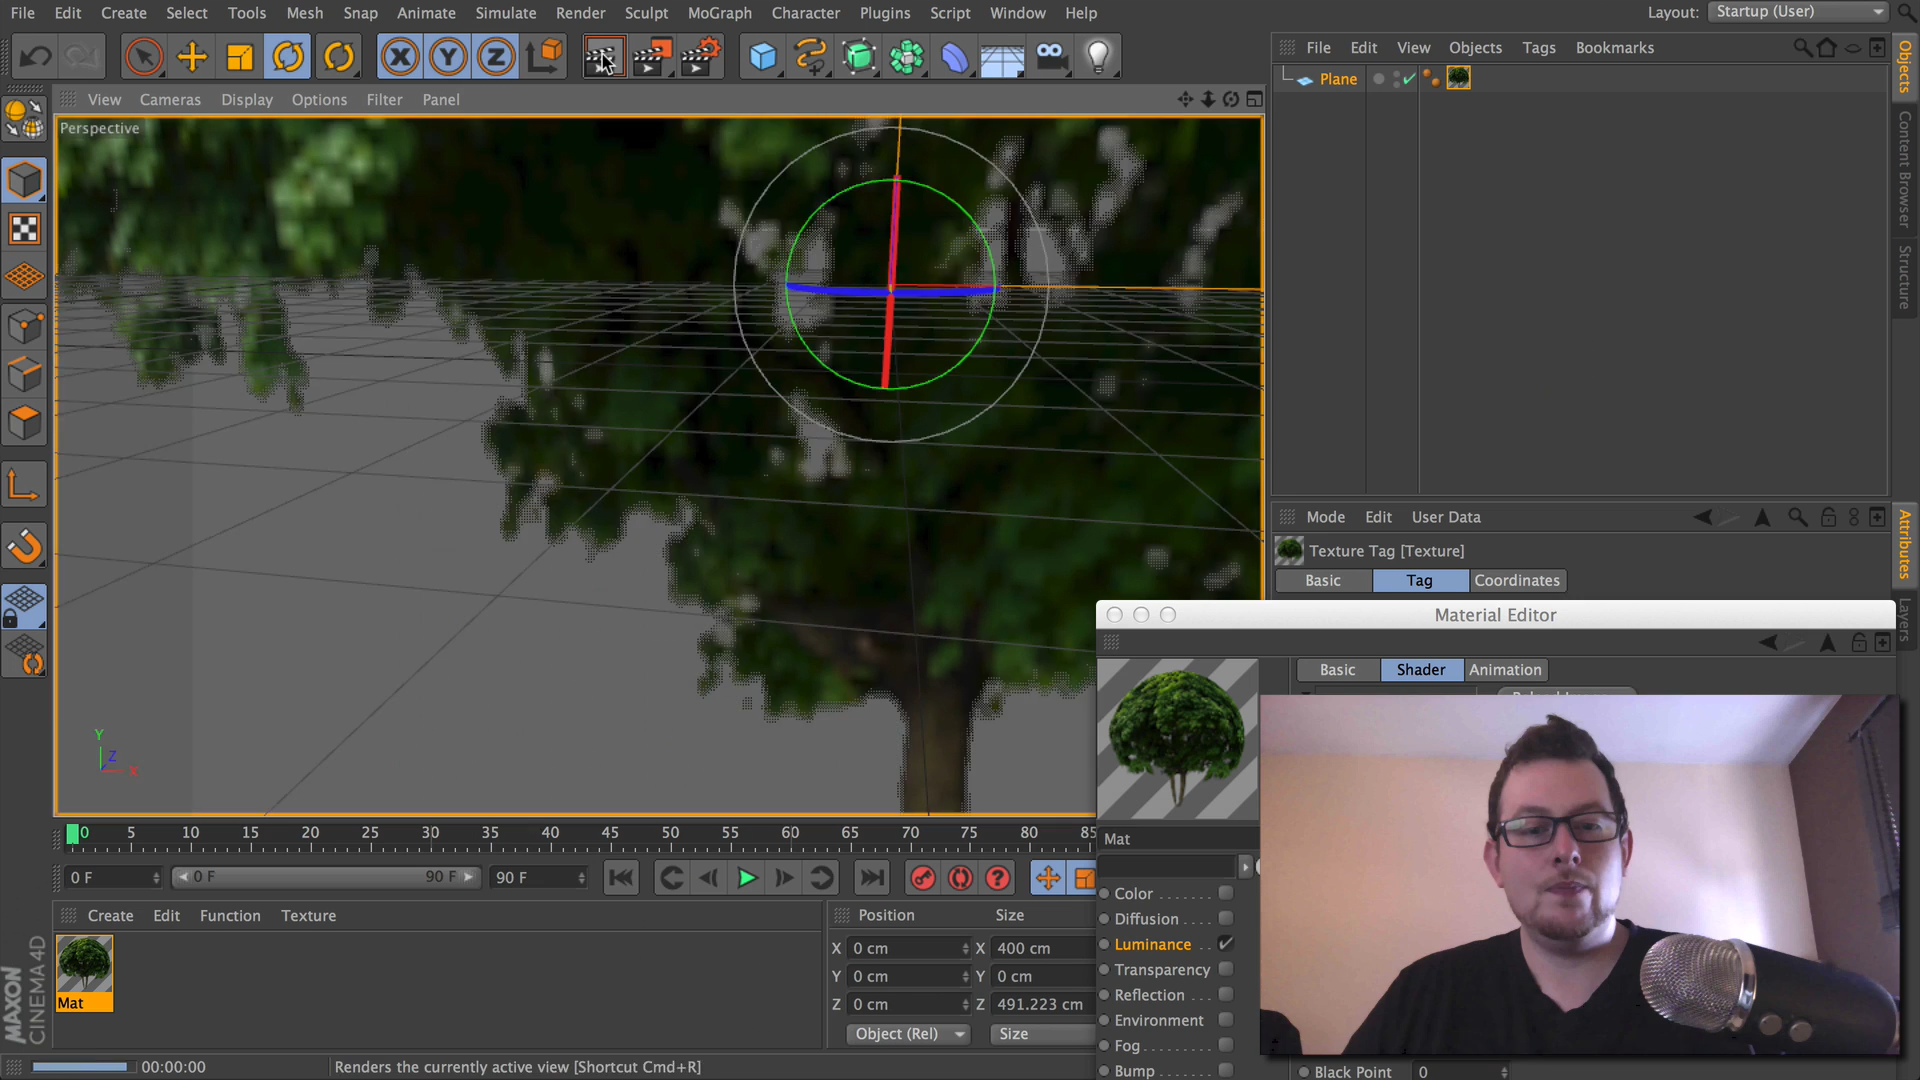 File Edit Create Select Tools Mesh Snap Animate Simulate Render Sculpt MoGraph Character Plugins Script Window Help
Layout: Startup (User)
File Edit View Objects Tags Bookmarks
Plane
Objects
Content Browser
Structure
View Cameras Display Options Filter Panel
Perspective
X Y Z
Y
Z
X
Mode Edit User Data
Texture Tag [Texture]
Basic Tag Coordinates
Attributes
Layers
Material Editor
Basic Shader Animation
Mat
Color
Diffusion
Luminance
Transparency
Reflection
Environment
Fog
Bump
Black Point 0
0 5 10 15 20 25 30 35 40 45 50 55 60 65 70 75 80 85
0 F 0 F 90 F 90 F
Create Edit Function Texture
Mat
Position Size
X 0 cm X 400 cm
Y 0 cm Y 0 cm
Z 0 cm Z 491.223 cm
Object (Rel) Size
MAXON
CINEMA 4D
00:00:00 Renders the currently active view [Shortcut Cmd+R]